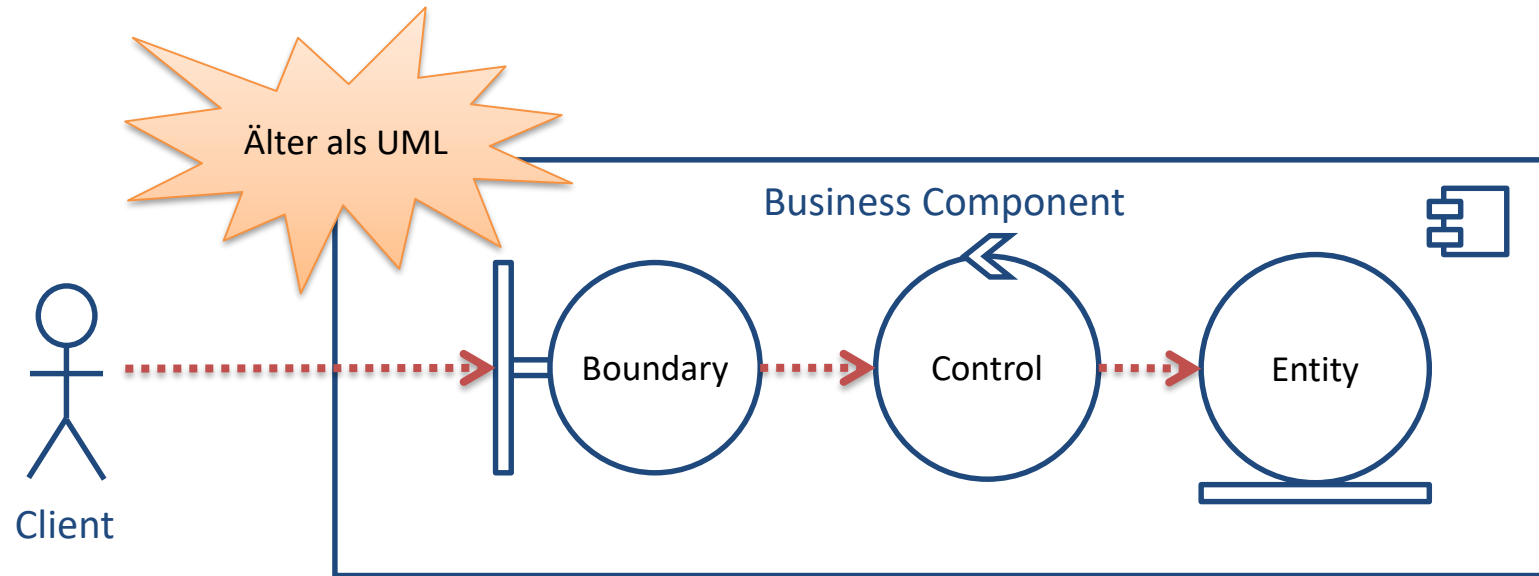 Älter als UML
Business Component
Boundary
Control
Entity
Client